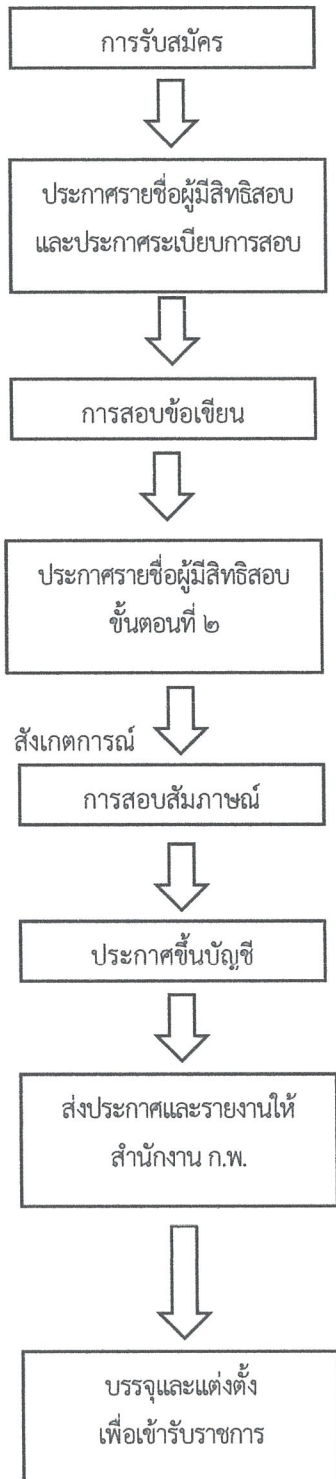 การรับสมัคร
ประกาศรายชื่อผู้มีสิทธิสอบ
และประกาศระเบียบการสอบ
การสอบข้อเขียน
ประกาศรายชื่อผู้มีสิทธิสอบ
ขั้นตอนที่ ๒
สังเกตการณ์
การสอบสัมภาษณ์
ประกาศขึ้นบัญชี
ส่งประกาศและรายงานให้
สำนักงาน ก.พ.
บรรจุและแต่งตั้ง
เพื่อเข้ารับราชการ